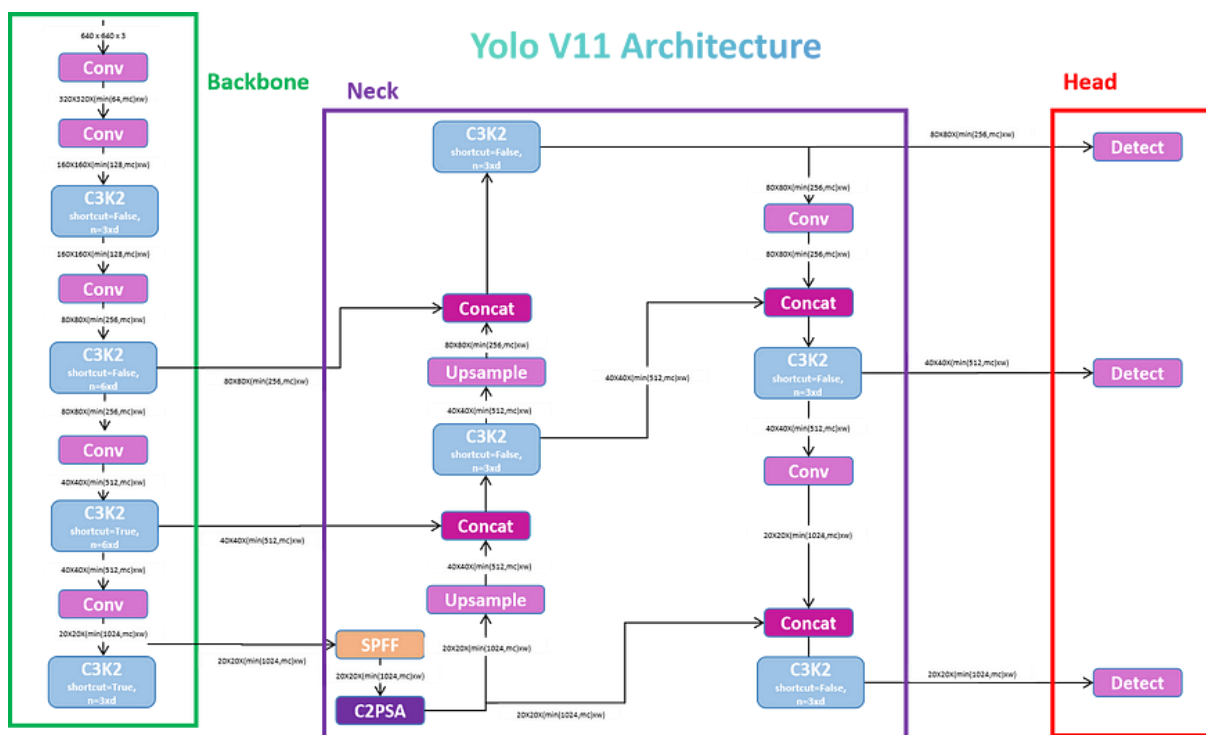 Yolo V11 Architecture
Backbone
640 x 640 x 3
Conv
320X320X(min(64,mc)xw)
Conv
160X160X(min(128,mc)xw)
C3K2
shortcut=False,
n=3xd
160X160X(min(128,mc)xw)
Conv
80X80X(min(256,mc)xw)
C3K2
shortcut=False,
n=6xd
80X80X(min(256,mc)xw)
80X80X(min(256,mc)xw)
Conv
40X40X(min(512,mc)xw)
C3K2
shortcut=True,
n=6xd
40X40X(min(512,mc)xw)
40X40X(min(512,mc)xw)
Conv
20X20X(min(1024,mc)xw)
C3K2
shortcut=True,
n=3xd
20X20X(min(1024,mc)xw)
Neck
C3K2
shortcut=False,
n=3xd
Concat
80X80X(min(256,mc)xw)
Upsample
40X40X(min(512,mc)xw)
C3K2
shortcut=False,
n=3xd
40X40X(min(512,mc)xw)
Concat
40X40X(min(512,mc)xw)
Upsample
20X20X(min(1024,mc)xw)
SPFF
20X20X(min(1024,mc)xw)
C2PSA
20X20X(min(1024,mc)xw)
80X80X(min(256,mc)xw)
Conv
80X80X(min(256,mc)xw)
Concat
C3K2
shortcut=False,
n=3xd
40X40X(min(512,mc)xw)
Conv
20X20X(min(1024,mc)xw)
Concat
C3K2
shortcut=False,
n=3xd
Head
80X80X(min(256,mc)xw)
Detect
40X40X(min(512,mc)xw)
Detect
20X20X(min(1024,mc)xw)
Detect